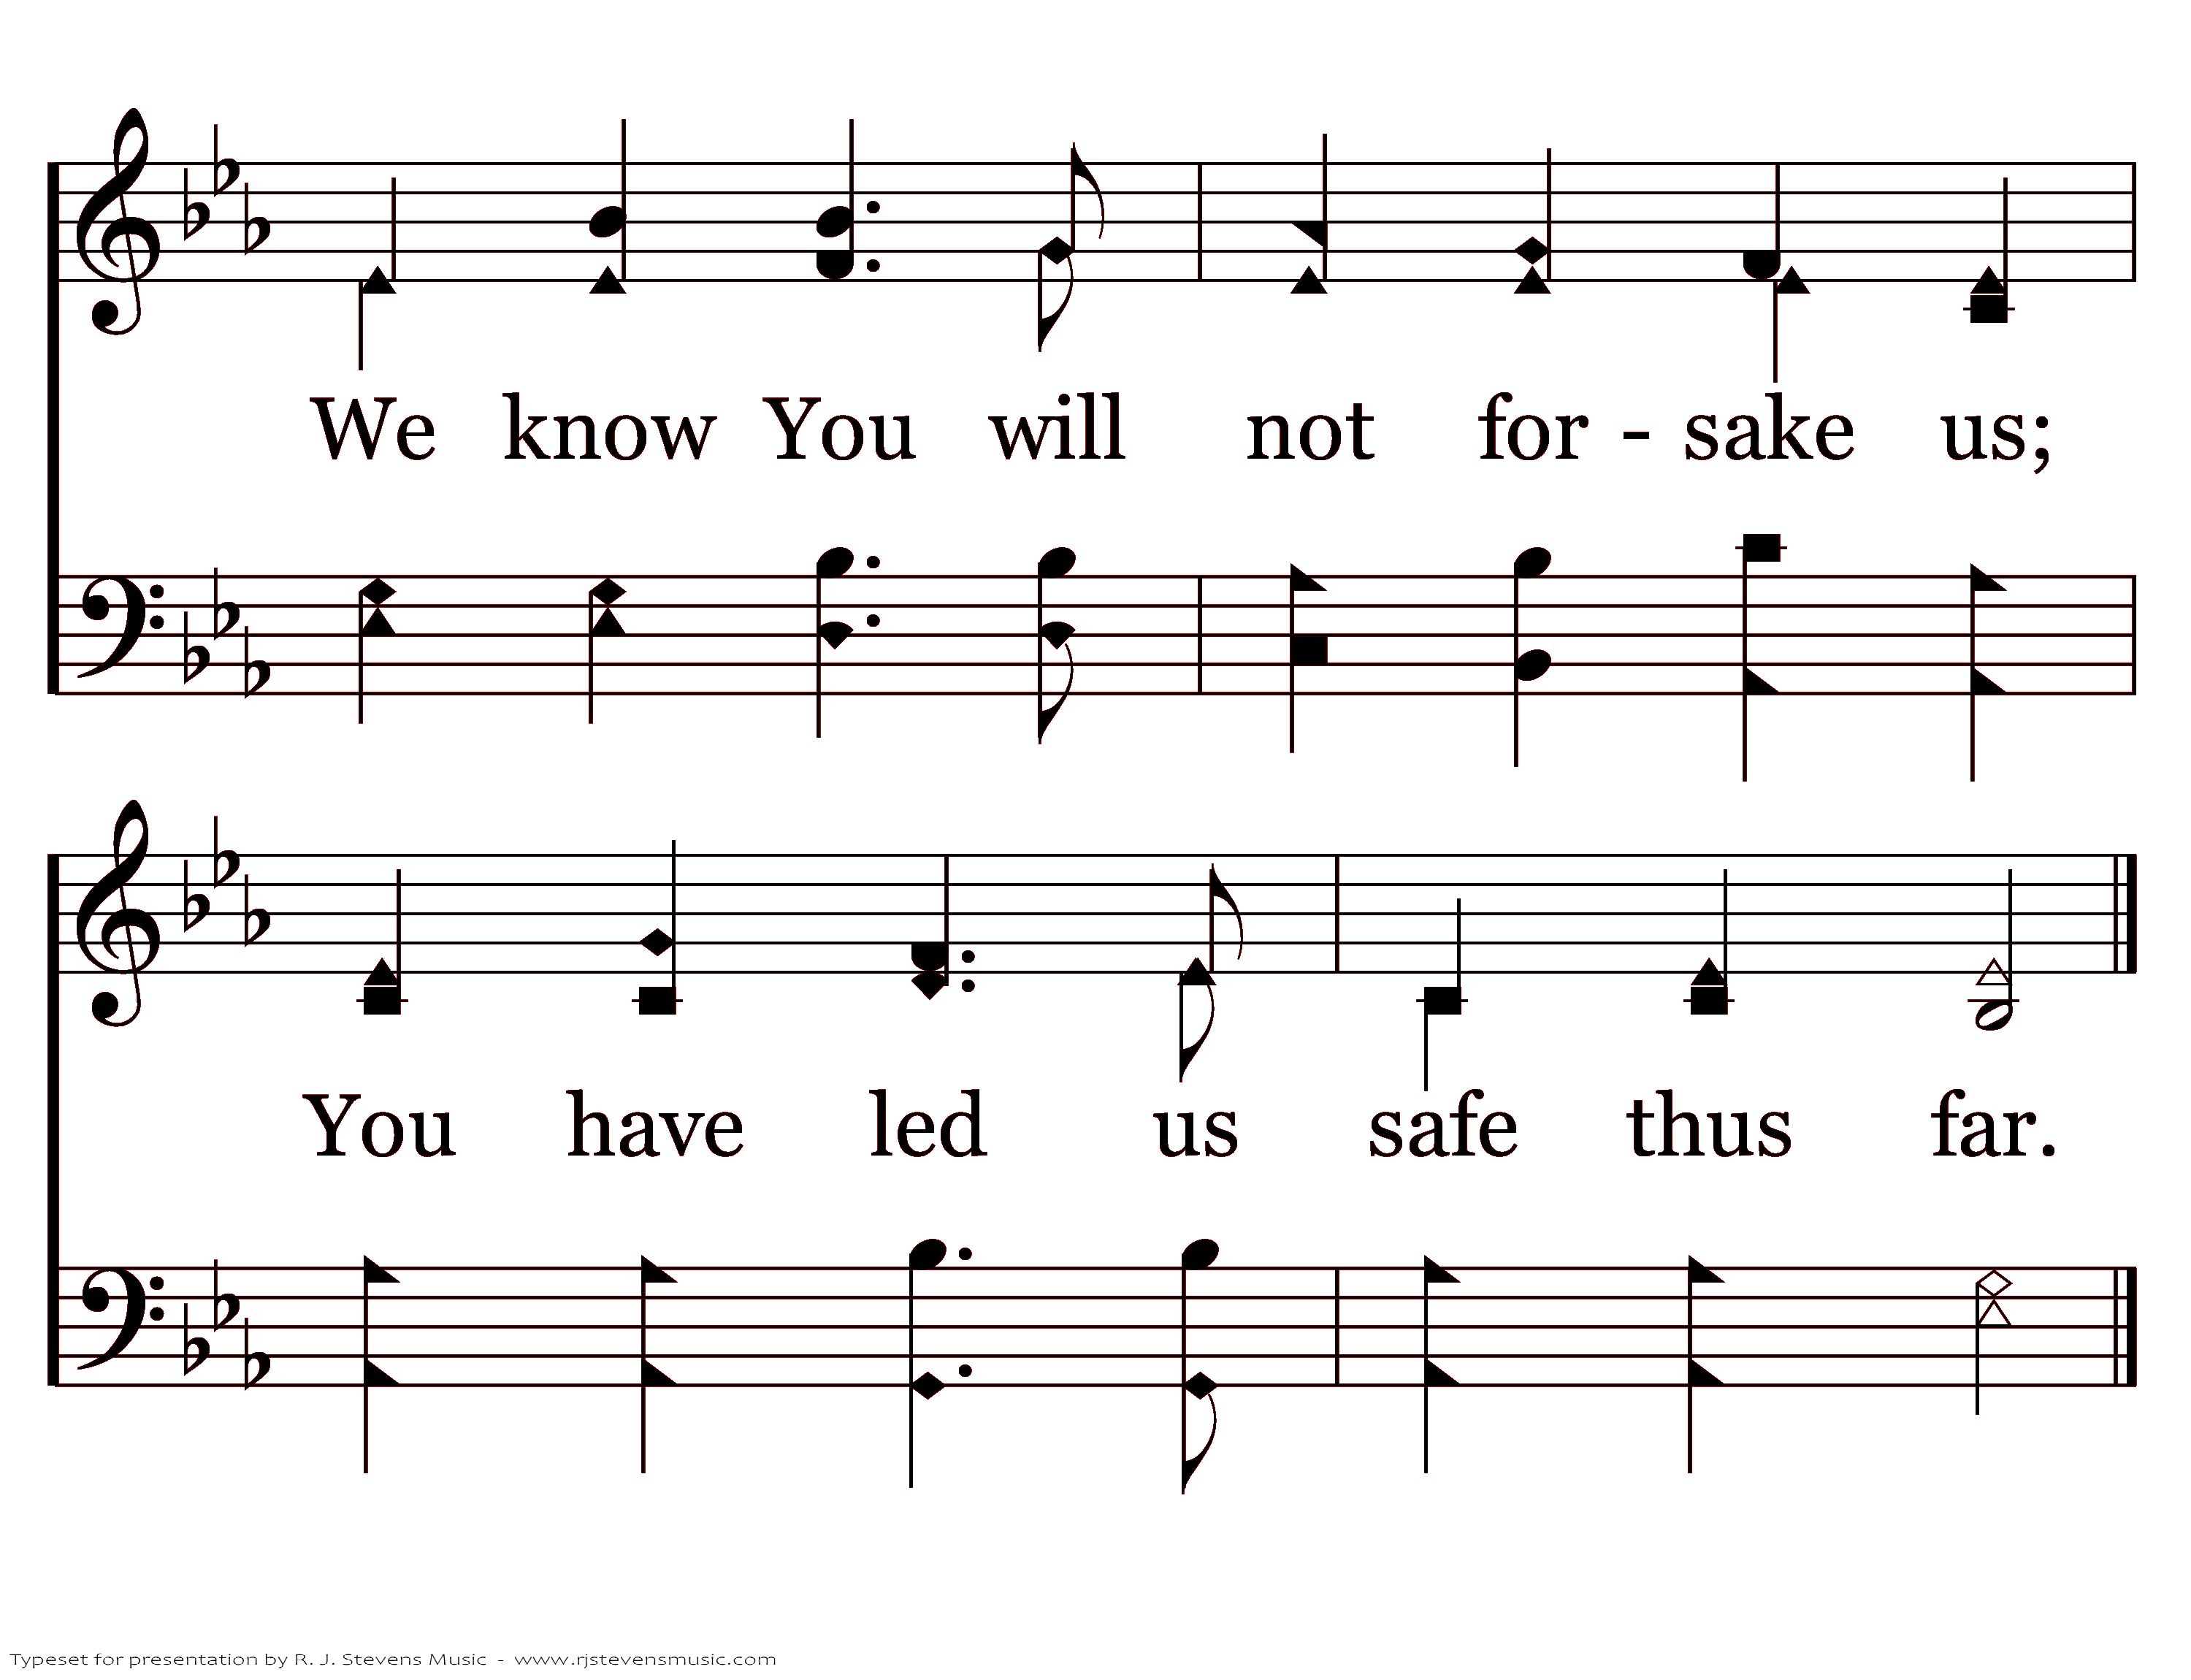 We know You will not for - sake us;
You have led us safe thus far.
Typeset for presentation by R. J. Stevens Music - www.rjstevensmusic.com